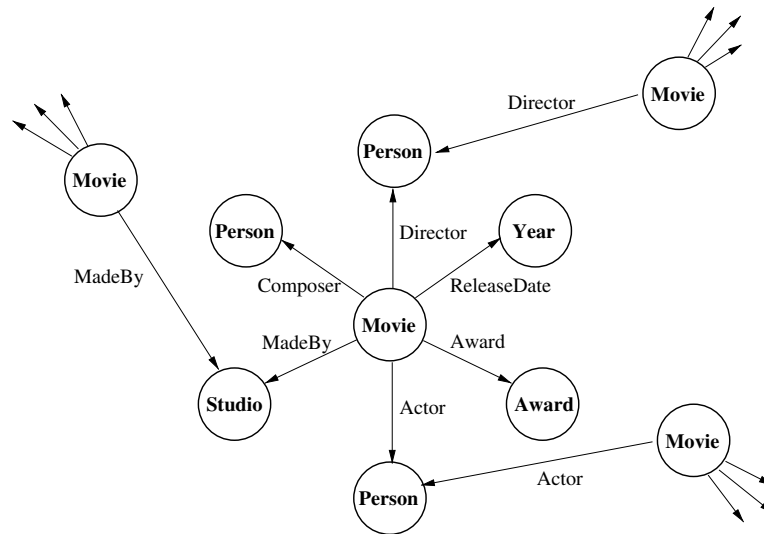 Movie
Director
Person
Movie
Person
Year
Director
MadeBy
Composer
ReleaseDate
Movie
MadeBy
Award
Studio
Actor
Award
Movie
Actor
Person